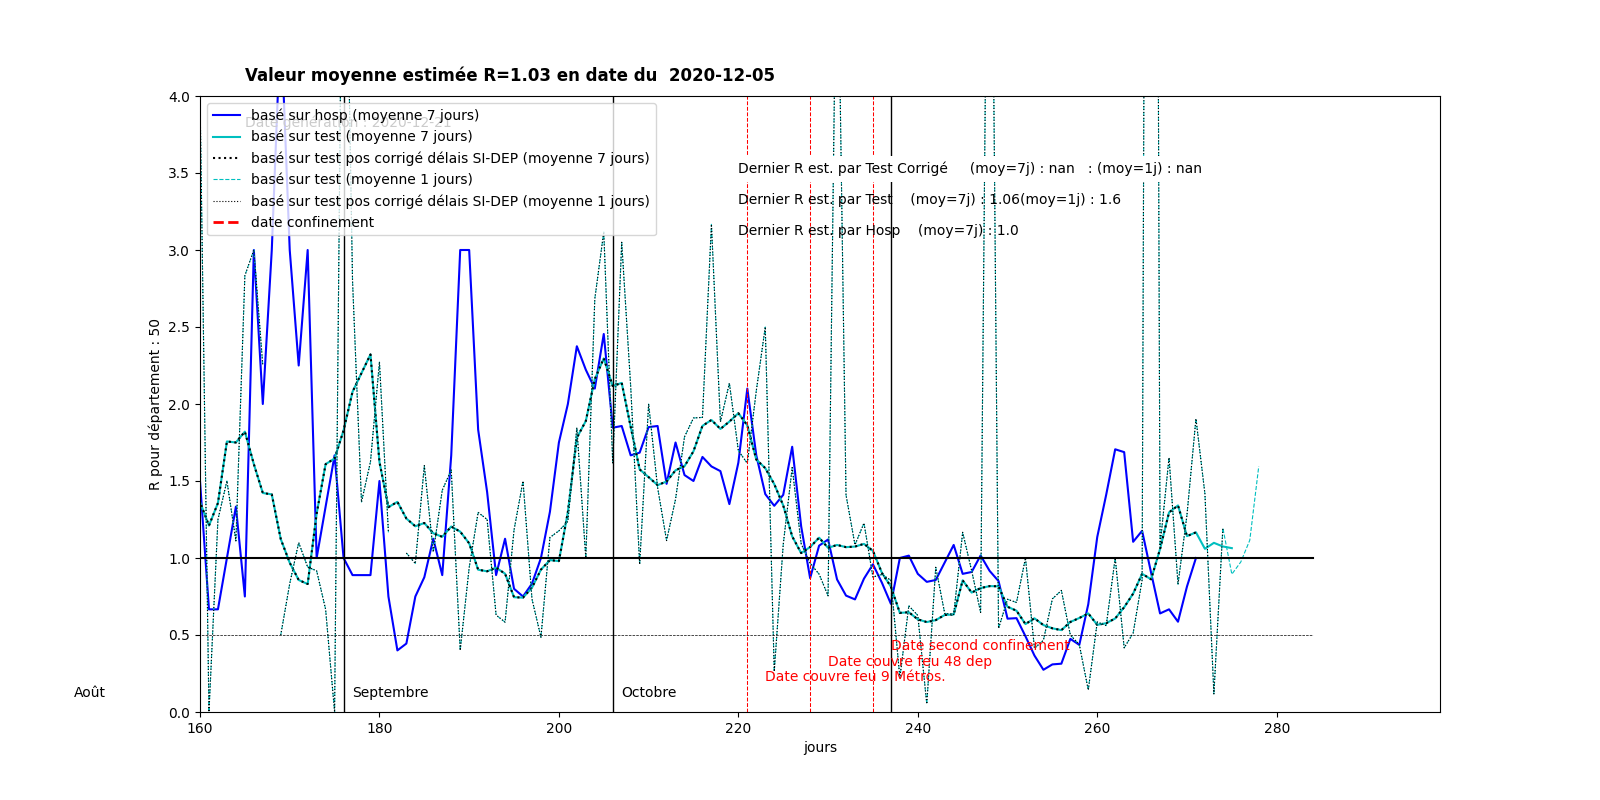 Valeur moyenne estimée R=1.03 en date du  2020-12-05
Date génération : 2020-12-21
basé sur hosp (moyenne 7 jours)
basé sur test (moyenne 7 jours)
basé sur test pos corrigé délais SI-DEP (moyenne 7 jours)
basé sur test (moyenne 1 jours)
basé sur test pos corrigé délais SI-DEP (moyenne 1 jours)
date confinement
Dernier R est. par Test Corrigé     (moy=7j) : nan   : (moy=1j) : nan
Dernier R est. par Test    (moy=7j) : 1.06(moy=1j) : 1.6
Dernier R est. par Hosp    (moy=7j) : 1.0
R pour département : 50
4.0
3.5
3.0
2.5
2.0
1.5
1.0
0.5
0.0
Date second confinement
Date couvre feu 48 dep
Date couvre feu 9 Métros.
Août
Septembre
Octobre
160 180 200 220 240 260 280
jours